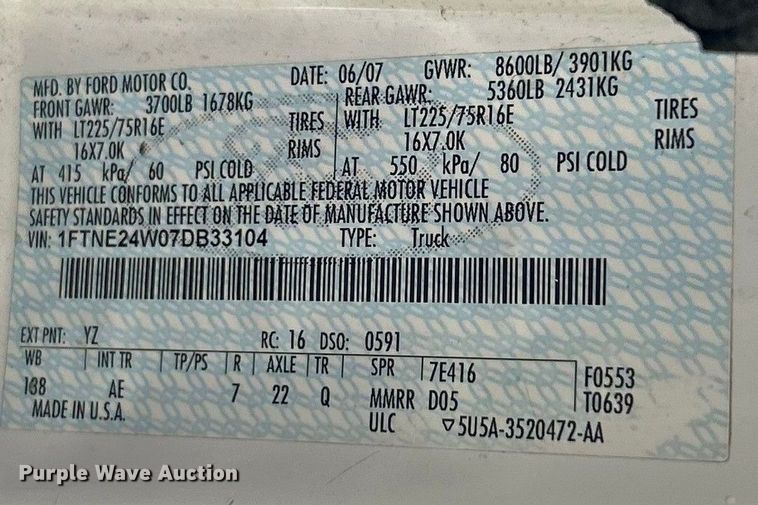 MFD. BY FORD MOTOR CO. DATE: 06/07 GVWR: 8600LB/ 3901KG
FRONT GAWR: 3700LB 1678KG REAR GAWR: 5360LB 2431KG
WITH LT225/75R16E TIRES WITH LT225/75R16E TIRES
16X7.0K RIMS 16X7.0K RIMS
AT 415 kPa/ 60 PSI COLD AT 550 kPa/ 80 PSI COLD
THIS VEHICLE CONFORMS TO ALL APPLICABLE FEDERAL MOTOR VEHICLE
SAFETY STANDARDS IN EFFECT ON THE DATE OF MANUFACTURE SHOWN ABOVE.
VIN: 1FTNE24W07DB33104 TYPE: Truck
EXT PNT: YZ RC: 16 DSO: 0591
WB INT TR TP/PS R AXLE TR SPR 7E416 F0553
138 AE 7 22 Q MMRR D05 T0639
MADE IN U.S.A. ULC ▽5U5A-3520472-AA
Purple Wave Auction